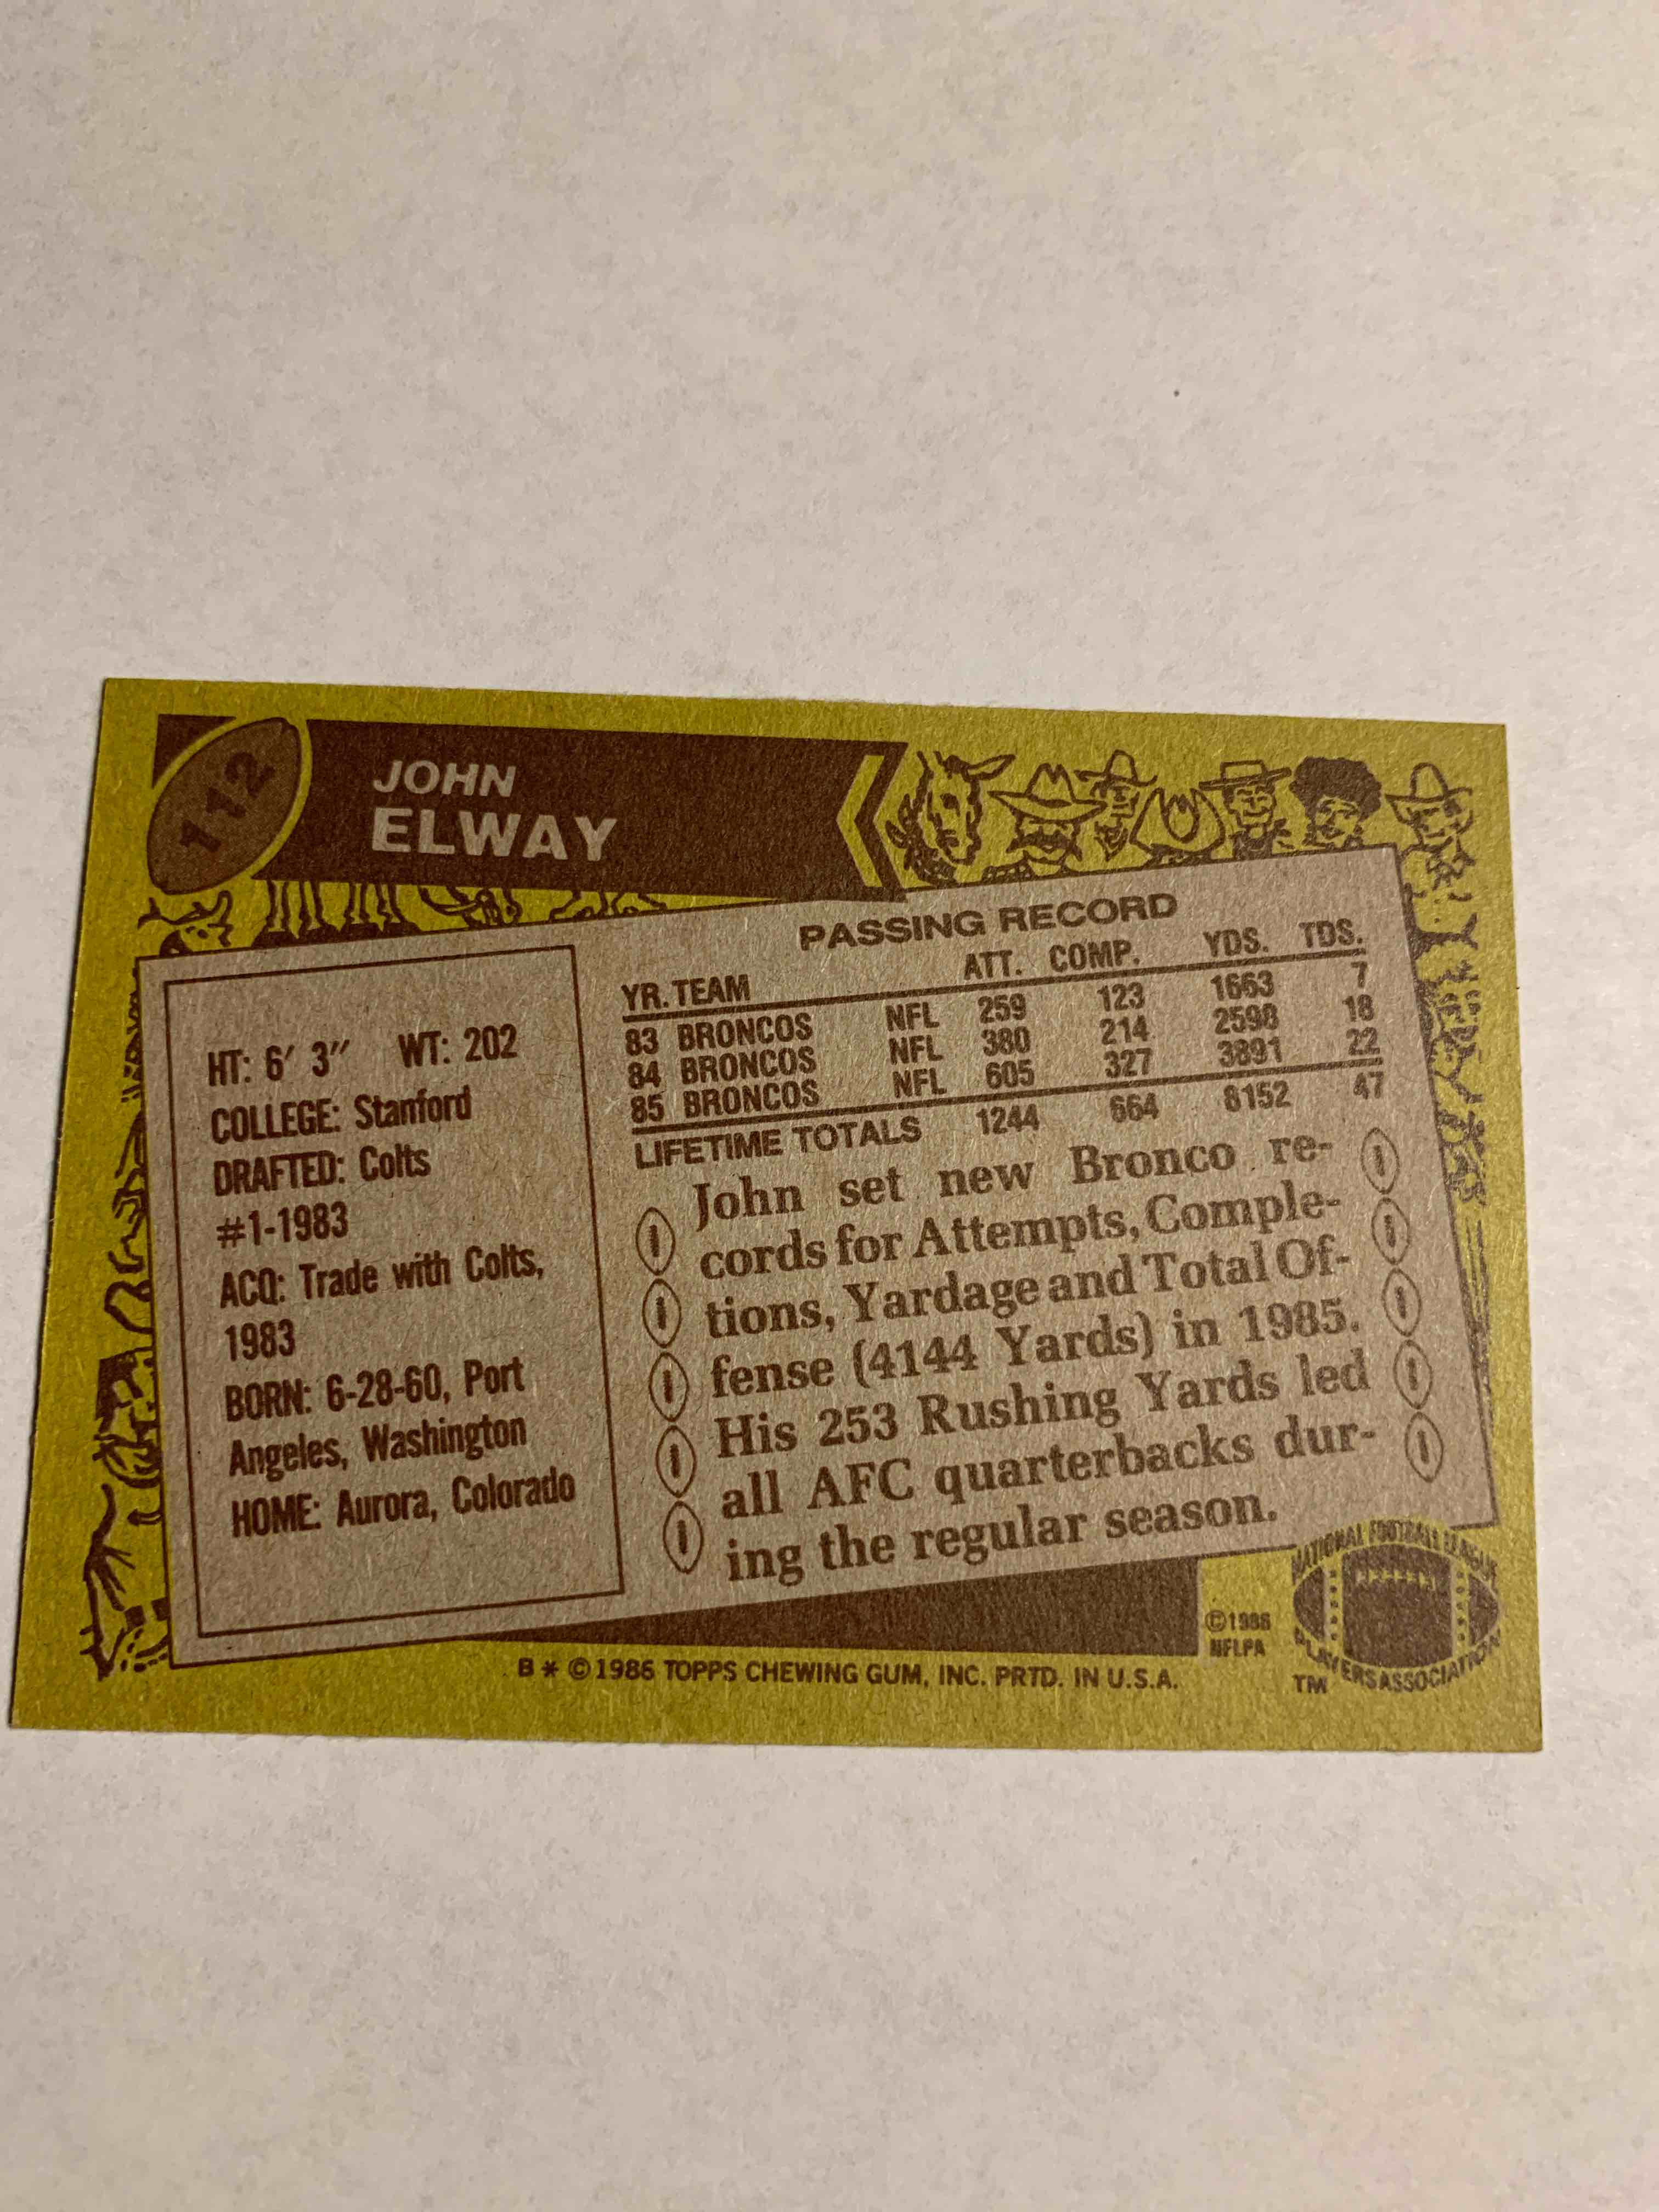 112
JOHN
ELWAY
HT: 6′ 3″ WT: 202
COLLEGE: Stanford
DRAFTED: Colts
#1-1983
ACQ: Trade with Colts,
1983
BORN: 6-28-60, Port
Angeles, Washington
HOME: Aurora, Colorado
PASSING RECORD
YR. TEAM ATT. COMP. YDS. TDS.
83 BRONCOS NFL 259 123 1663 7
84 BRONCOS NFL 380 214 2598 18
85 BRONCOS NFL 605 327 3891 22
LIFETIME TOTALS 1244 664 8152 47
John set new Bronco re-
cords for Attempts, Comple-
tions, Yardage and Total Of-
fense (4144 Yards) in 1985.
His 253 Rushing Yards led
all AFC quarterbacks dur-
ing the regular season.
©1986
NFLPA
NATIONAL FOOTBALL LEAGUE
PLAYERS ASSOCIATION
TM
B * © 1986 TOPPS CHEWING GUM, INC. PRTD. IN U.S.A.